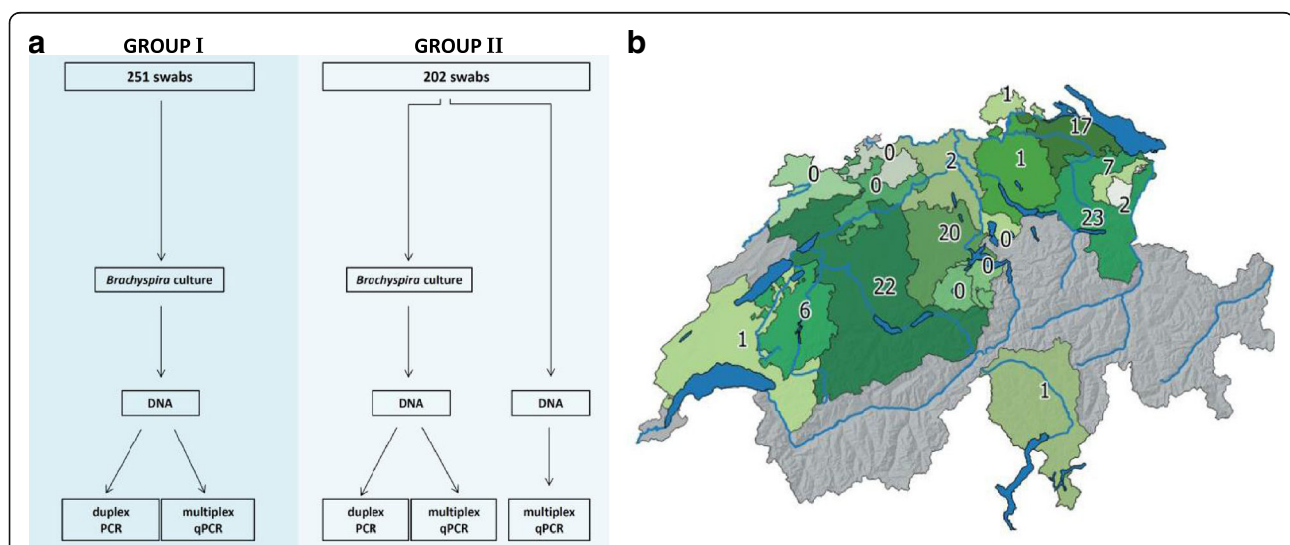 a
GROUP I
GROUP II
251 swabs
202 swabs
Brachyspira culture
Brachyspira culture
DNA
DNA
DNA
duplex
PCR
multiplex
qPCR
duplex
PCR
multiplex
qPCR
multiplex
qPCR
b
1
17
0
2
1
7
0
0
2
23
20
0
0
22
0
6
1
1